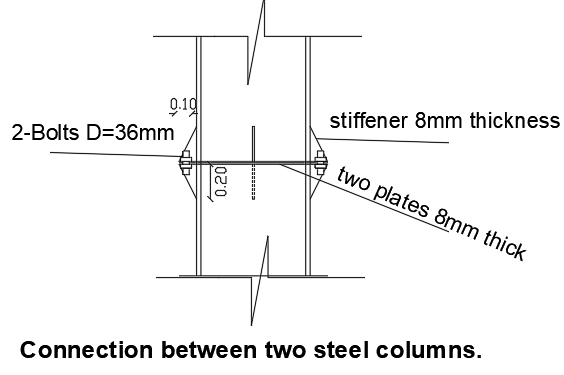 0.10
2-Bolts D=36mm
stiffener 8mm thickness
0.20
two plates 8mm thick
Connection between two steel columns.